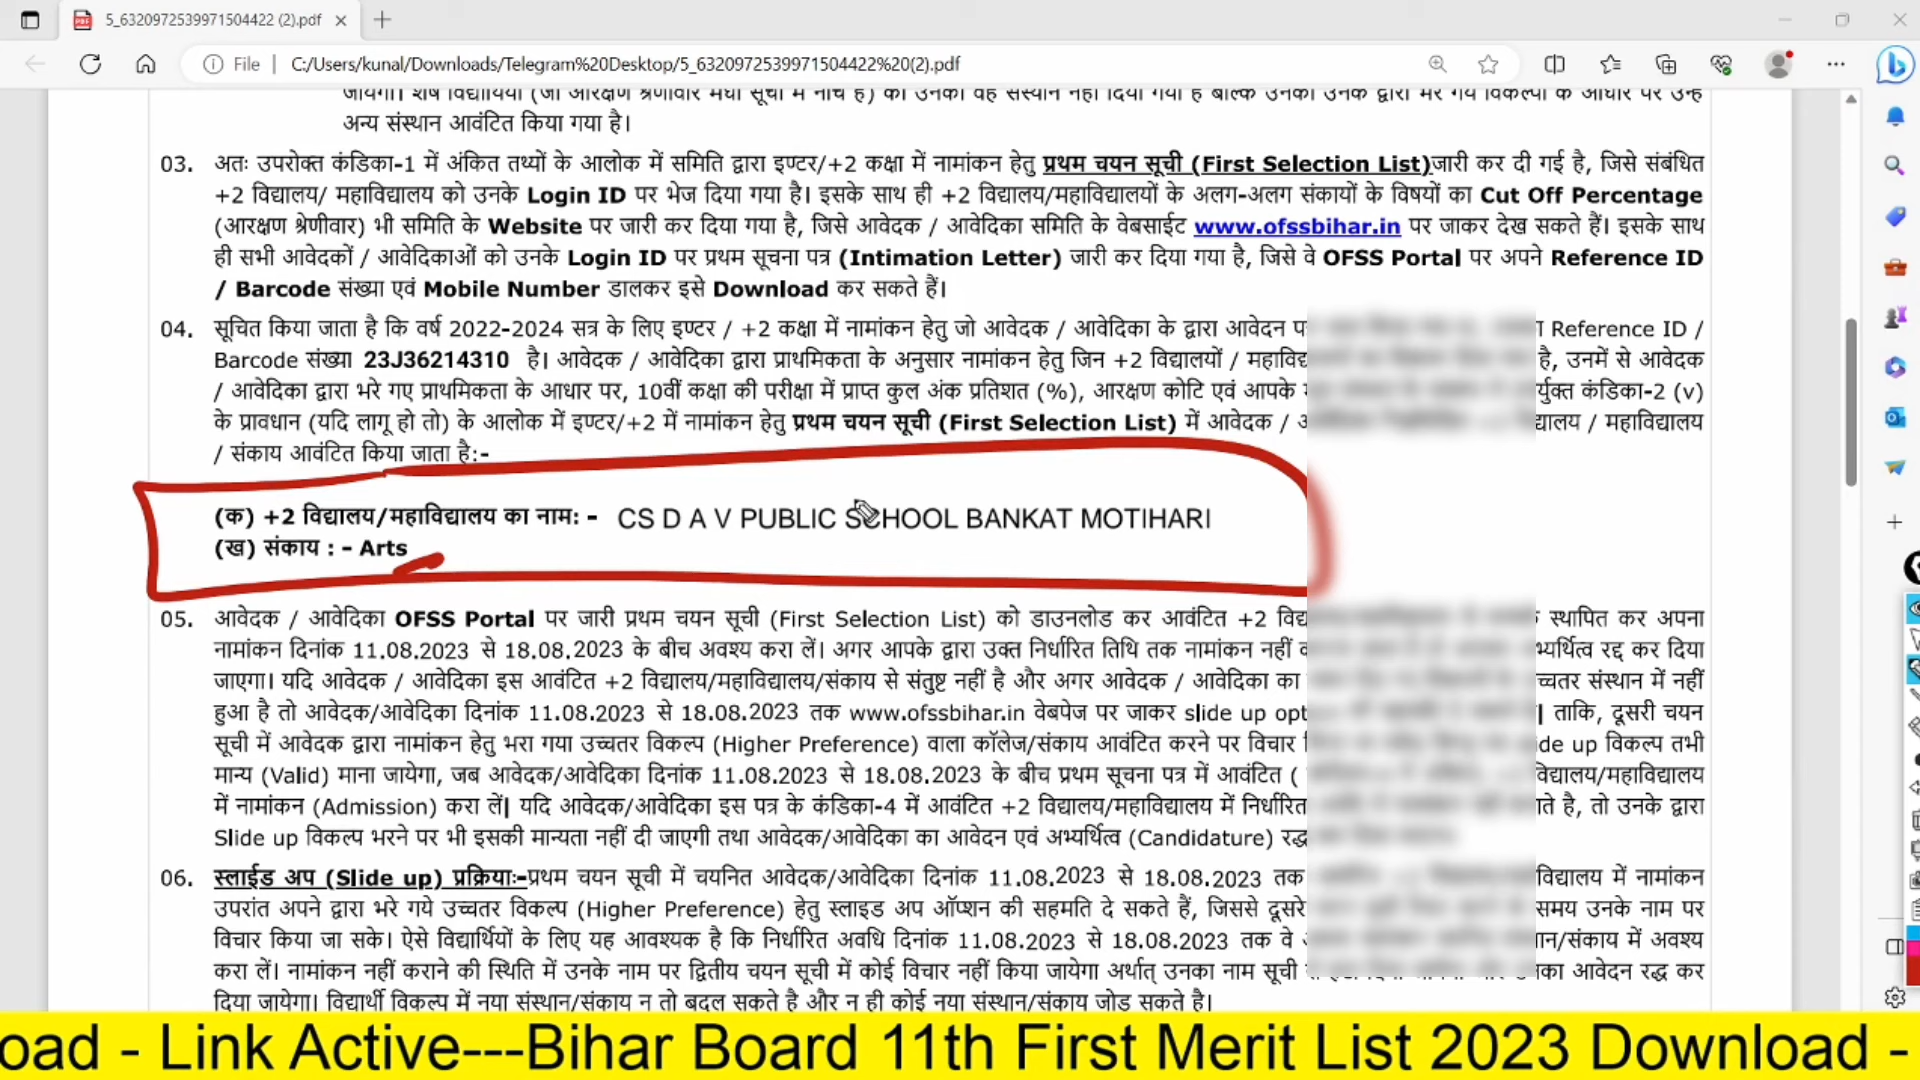 5_6320972539971504422 (2).pdf
File
C:/Users/kunal/Downloads/Telegram%20Desktop/5_6320972539971504422%20(2).pdf
अन्य संस्थान आवंटित किया गया है।
03. अतः उपरोक्त कंडिका-1 में अंकित तथ्यों के आलोक में समिति द्वारा इण्टर/+2 कक्षा में नामांकन हेतु प्रथम चयन सूची (First Selection List)जारी कर दी गई है, जिसे संबंधित
+2 विद्यालय/ महाविद्यालय को उनके Login ID पर भेज दिया गया है। इसके साथ ही +2 विद्यालय/महाविद्यालयों के अलग-अलग संकायों के विषयों का Cut Off Percentage
(आरक्षण श्रेणीवार) भी समिति के Website पर जारी कर दिया गया है, जिसे आवेदक / आवेदिका समिति के वेबसाईट www.ofssbihar.in पर जाकर देख सकते हैं। इसके साथ
ही सभी आवेदकों / आवेदिकाओं को उनके Login ID पर प्रथम सूचना पत्र (Intimation Letter) जारी कर दिया गया है, जिसे वे OFSS Portal पर अपने Reference ID
/ Barcode संख्या एवं Mobile Number डालकर इसे Download कर सकते हैं।
04. सूचित किया जाता है कि वर्ष 2022-2024 सत्र के लिए इण्टर / +2 कक्षा में नामांकन हेतु जो आवेदक / आवेदिका के द्वारा आवेदन Reference ID /
Barcode संख्या 23J36214310 है। आवेदक / आवेदिका द्वारा प्राथमिकता के अनुसार नामांकन हेतु जिन +2 विद्यालयों / है, उनमें से आवेदक
/ आवेदिका द्वारा भरे गए प्राथमिकता के आधार पर, 10वीं कक्षा की परीक्षा में प्राप्त कुल अंक प्रतिशत (%), आरक्षण कोटि एवं आपके कंडिका-2 (v)
के प्रावधान (यदि लागू हो तो) के आलोक में इण्टर/+2 में नामांकन हेतु प्रथम चयन सूची (First Selection List) में आवेदक / / महाविद्यालय
/ संकाय आवंटित किया जाता है:-
(क) +2 विद्यालय/महाविद्यालय का नाम: - CS D A V PUBLIC SCHOOL BANKAT MOTIHARI
(ख) संकाय : - Arts
05. आवेदक / आवेदिका OFSS Portal पर जारी प्रथम चयन सूची (First Selection List) को डाउनलोड कर आवंटित +2 स्थापित कर अपना
नामांकन दिनांक 11.08.2023 से 18.08.2023 के बीच अवश्य करा लें। अगर आपके द्वारा उक्त निर्धारित तिथि तक नामांकन नहीं रद्द कर दिया
जाएगा। यदि आवेदक / आवेदिका इस आवंटित +2 विद्यालय/महाविद्यालय/संकाय से संतुष्ट नहीं है और अगर आवेदक / आवेदिका का संस्थान में नहीं
हुआ है तो आवेदक/आवेदिका दिनांक 11.08.2023 से 18.08.2023 तक www.ofssbihar.in वेबपेज पर जाकर slide up ताकि, दूसरी चयन
सूची में आवेदक द्वारा नामांकन हेतु भरा गया उच्चतर विकल्प (Higher Preference) वाला कॉलेज/संकाय आवंटित करने पर विचार up विकल्प तभी
मान्य (Valid) माना जायेगा, जब आवेदक/आवेदिका दिनांक 11.08.2023 से 18.08.2023 के बीच प्रथम सूचना पत्र में आवंटित ( विद्यालय/महाविद्यालय
में नामांकन (Admission) करा लें| यदि आवेदक/आवेदिका इस पत्र के कंडिका-4 में आवंटित +2 विद्यालय/महाविद्यालय में निर्धारित है, तो उनके द्वारा
Slide up विकल्प भरने पर भी इसकी मान्यता नहीं दी जाएगी तथा आवेदक/आवेदिका का आवेदन एवं अभ्यर्थित्व (Candidature)
06. स्लाईड अप (Slide up) प्रक्रियाः-प्रथम चयन सूची में चयनित आवेदक/आवेदिका दिनांक 11.08.2023 से 18.08.2023 तक विद्यालय में नामांकन
उपरांत अपने द्वारा भरे गये उच्चतर विकल्प (Higher Preference) हेतु स्लाइड अप ऑप्शन की सहमति दे सकते हैं, जिससे दूसरे समय उनके नाम पर
विचार किया जा सके। ऐसे विद्यार्थियों के लिए यह आवश्यक है कि निर्धारित अवधि दिनांक 11.08.2023 से 18.08.2023 तक वे में अवश्य
करा लें। नामांकन नहीं कराने की स्थिति में उनके नाम पर द्वितीय चयन सूची में कोई विचार नहीं किया जायेगा अर्थात् उनका नाम सूची आवेदन रद्ध कर
दिया जायेगा। विद्यार्थी विकल्प में नया संस्थान/संकाय न तो बदल सकते है और न ही कोई नया संस्थान/संकाय जोड़ सकते है।
oad - Link Active---Bihar Board 11th First Merit List 2023 Download -